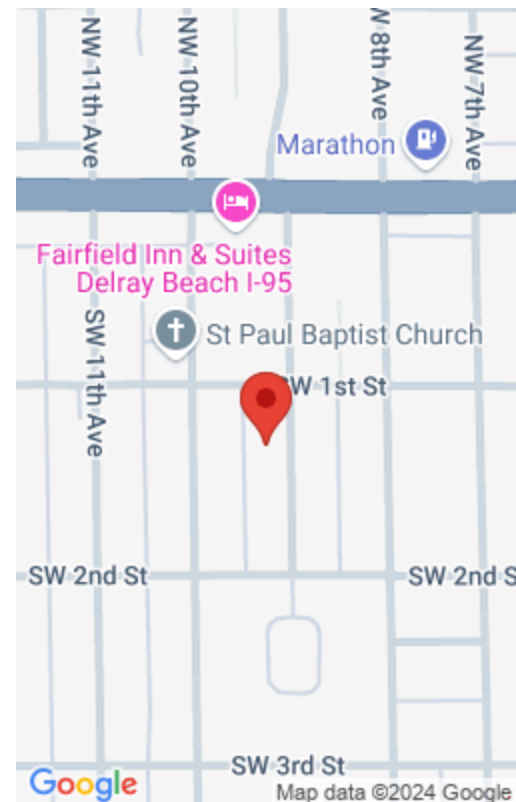 NW 11th Ave
NW 10th Ave
W 8th Ave
NW 7th Ave
Marathon
Fairfield Inn & Suites
Delray Beach I-95
St Paul Baptist Church
SW 11th Ave
SW 1st St
SW 2nd St
SW 2nd S
SW 3rd St
Google
Map data ©2024 Google